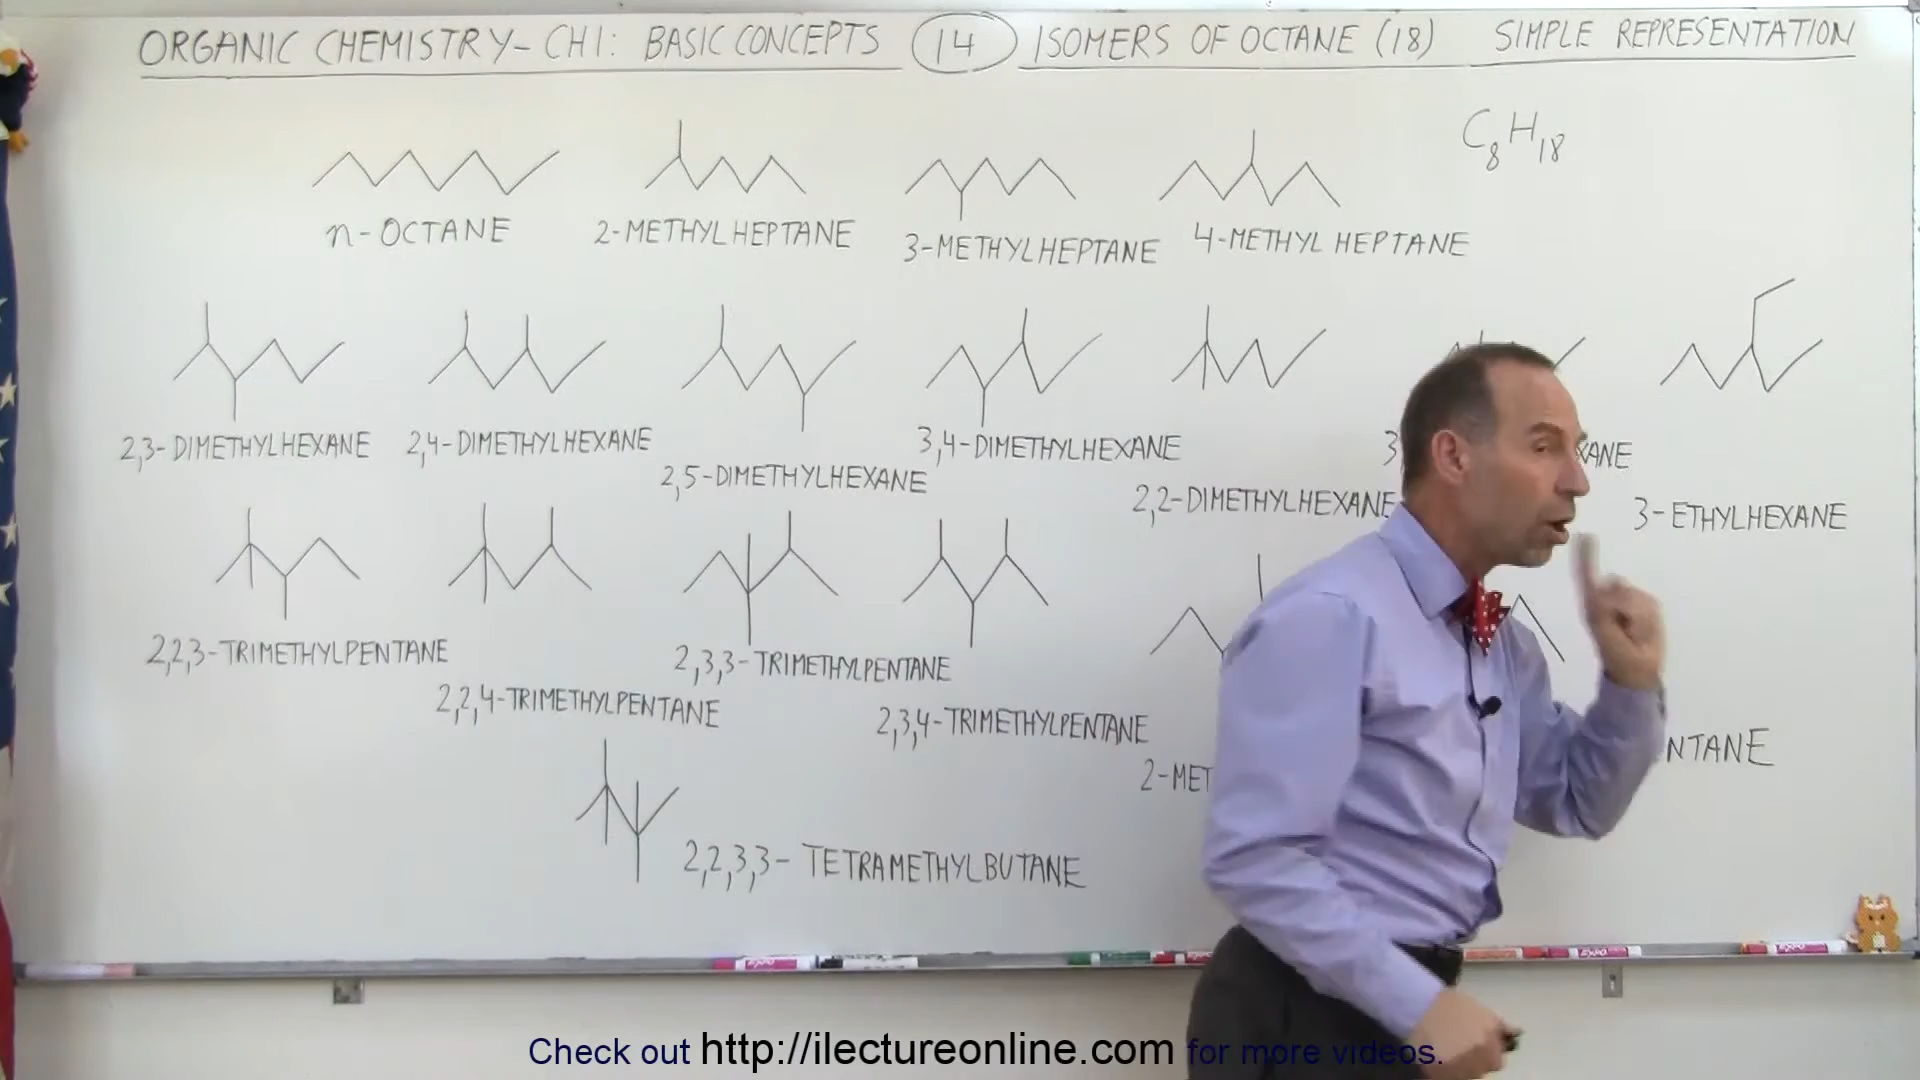 ORGANIC CHEMISTRY- CH1: BASIC CONCEPTS 14 ISOMERS OF OCTANE (18) SIMPLE REPRESENTATION
C8H18
n-OCTANE 2-METHYLHEPTANE 3-METHYLHEPTANE 4-METHYLHEPTANE
2,3-DIMETHYLHEXANE 2,4-DIMETHYLHEXANE 2,5-DIMETHYLHEXANE 3,4-DIMETHYLHEXANE 2,2-DIMETHYLHEXANE 3-ETHYLHEXANE
2,2,3-TRIMETHYLPENTANE 2,2,4-TRIMETHYLPENTANE 2,3,3-TRIMETHYLPENTANE 2,3,4-TRIMETHYLPENTANE
2,2,3,3- TETRAMETHYLBUTANE
Check out http://ilectureonline.com for more videos.